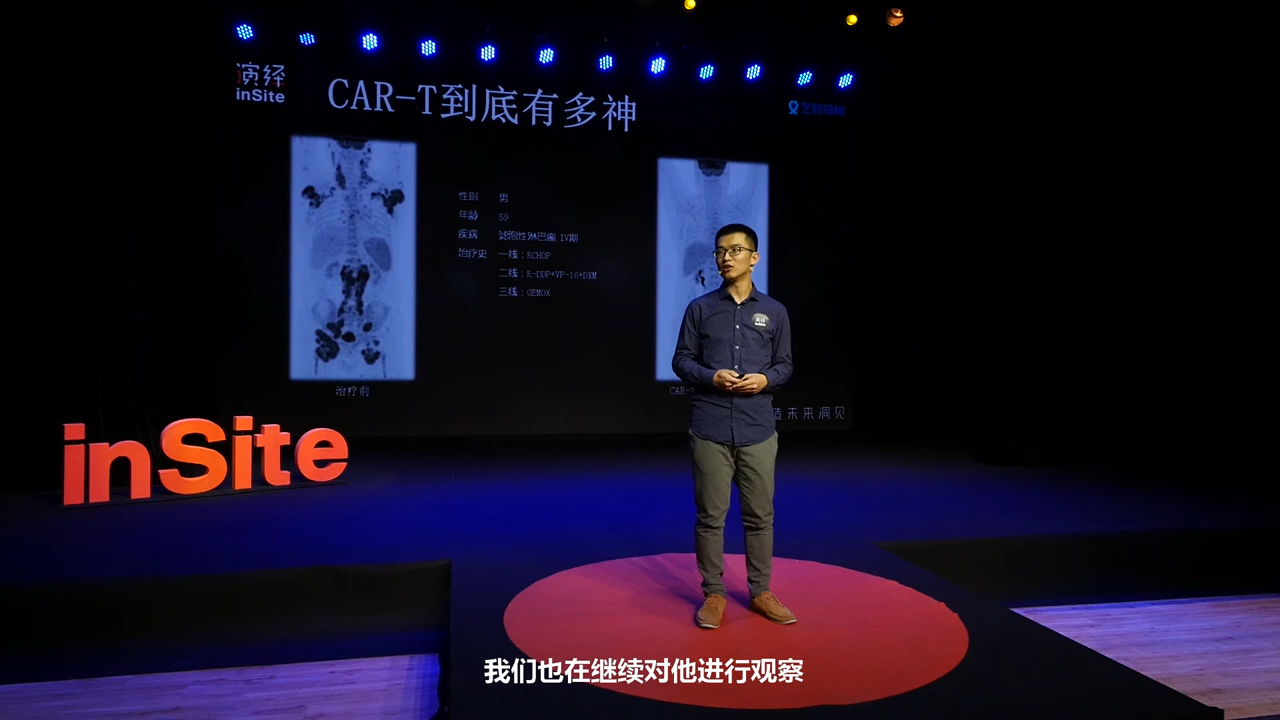 演绎
inSite
CAR-T到底有多神
性别 男
年龄 59
疾病 滤泡性淋巴瘤 IV期
治疗史 一线：RCHOP
二线：R-DDP+VP-16+DXM
三线：GEMOX
治疗前
CAR-T
造未来洞见
inSite
我们也在继续对他进行观察